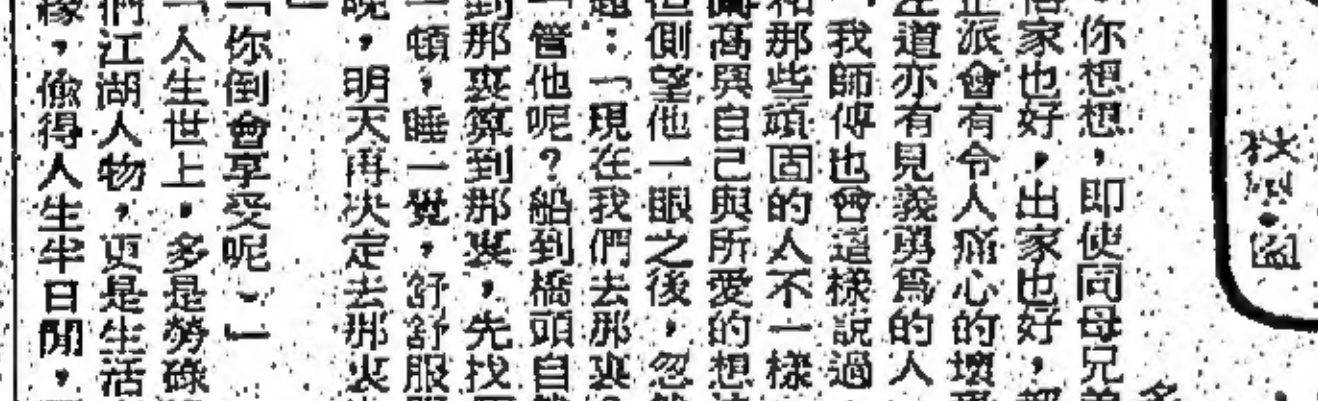 你想想，即使同母兄
家也好，出家也好，
正派會有令人痛心的壞
左道亦有見義勇爲的人
，我師傅也會這樣說過
和那些頑固的人不一樣
高興自己與所愛的想
但側望他一眼之後，忽
：「現在我們去那裏？
「管他呢？船到橋頭自
到那裏算到那裏，先找
一頓，睡一覺，舒舒服
晚，明天再決定去那裏
」
「你倒會享受呢～」
「人生世上，多是勞碌
們江湖人物，更是生活
緣，偸得人生半日閒，